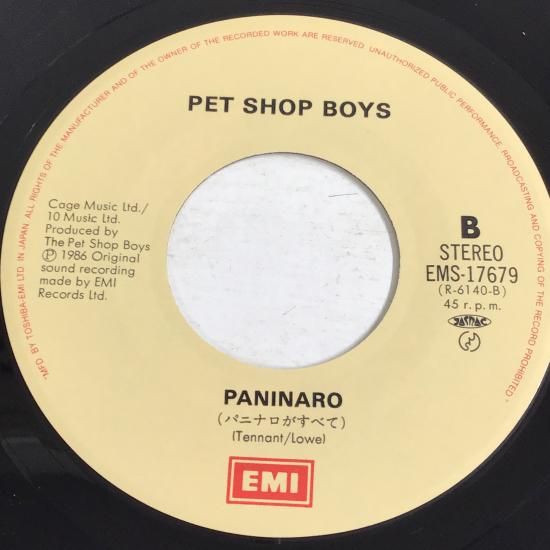 PET SHOP BOYS
Cage Music Ltd./
10 Music Ltd.
Produced by
The Pet Shop Boys
Ⓟ 1986 Original
sound recording
made by EMI
Records Ltd.
B
STEREO
EMS-17679
(R-6140-B)
45 r.p.m.
JASRAC
PANINARO
(パニナロがすべて)
(Tennant/Lowe)
EMI
"MFD BY TOSHIBA-EMI LTD. IN JAPAN. ALL RIGHTS OF THE MANUFACTURER AND OF THE OWNER OF THE RECORDED WORK ARE RESERVED. UNAUTHORIZED PUBLIC PERFORMANCE, BROADCASTING AND COPYING OF THE RECORD PROHIBITED"